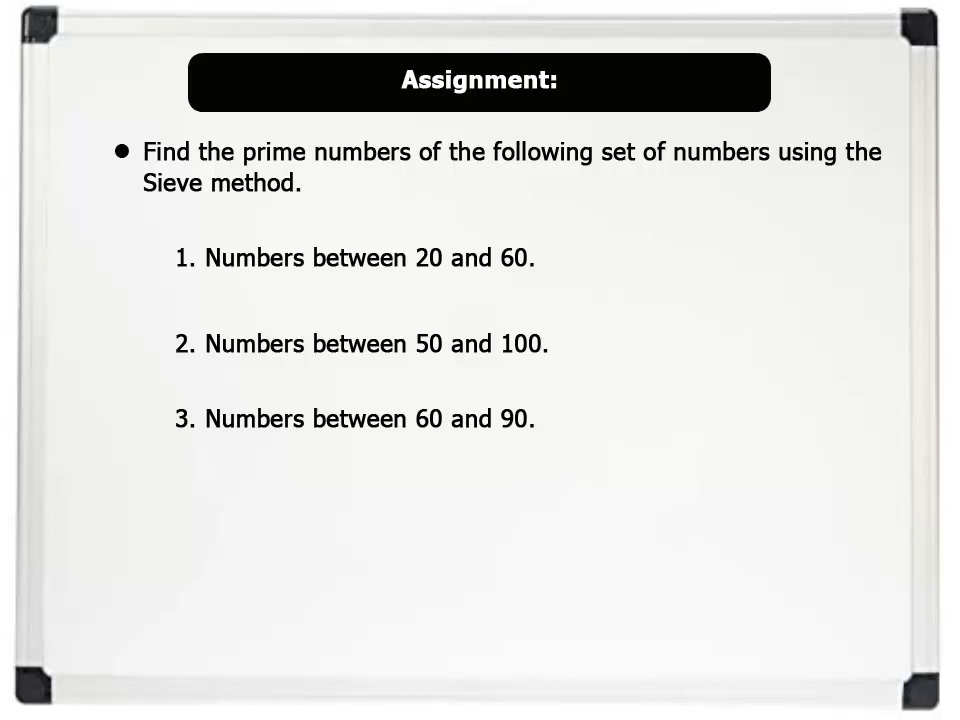 Assignment:
● Find the prime numbers of the following set of numbers using the
Sieve method.
1. Numbers between 20 and 60.
2. Numbers between 50 and 100.
3. Numbers between 60 and 90.